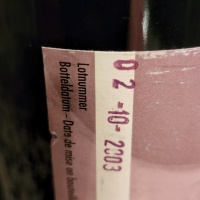 Lotnummer
Botteldatum - Date de mise en bouteille
02 -10- 2003